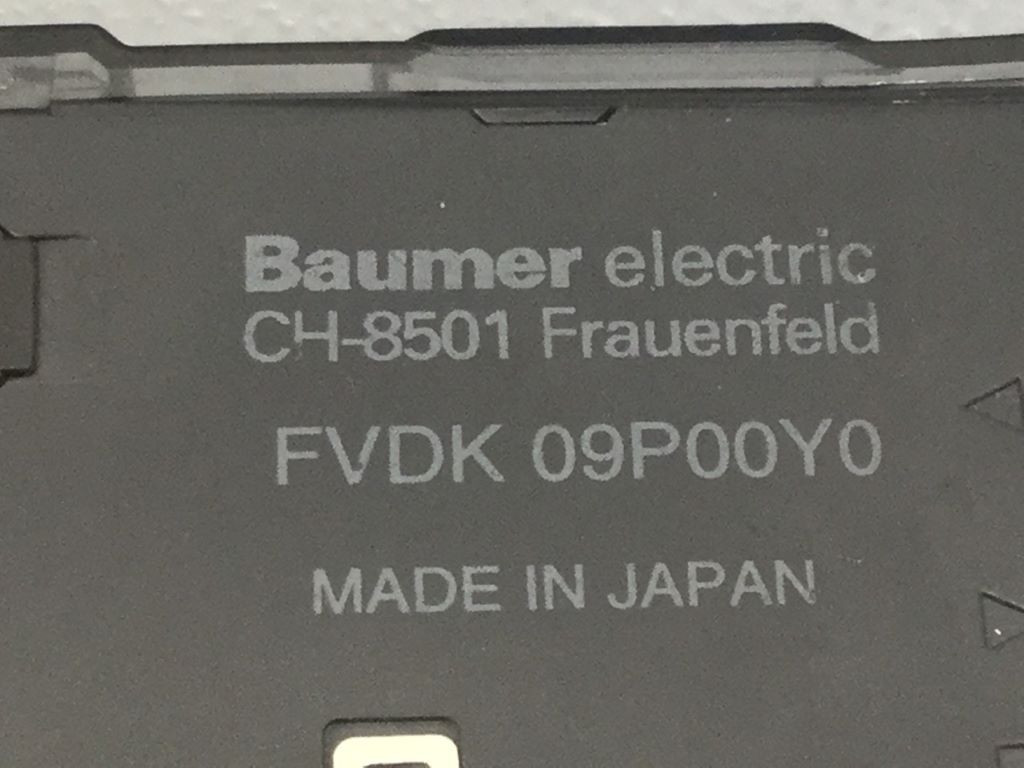 Baumer electric
CH-8501 Frauenfeld
FVDK 09P00Y0
MADE IN JAPAN